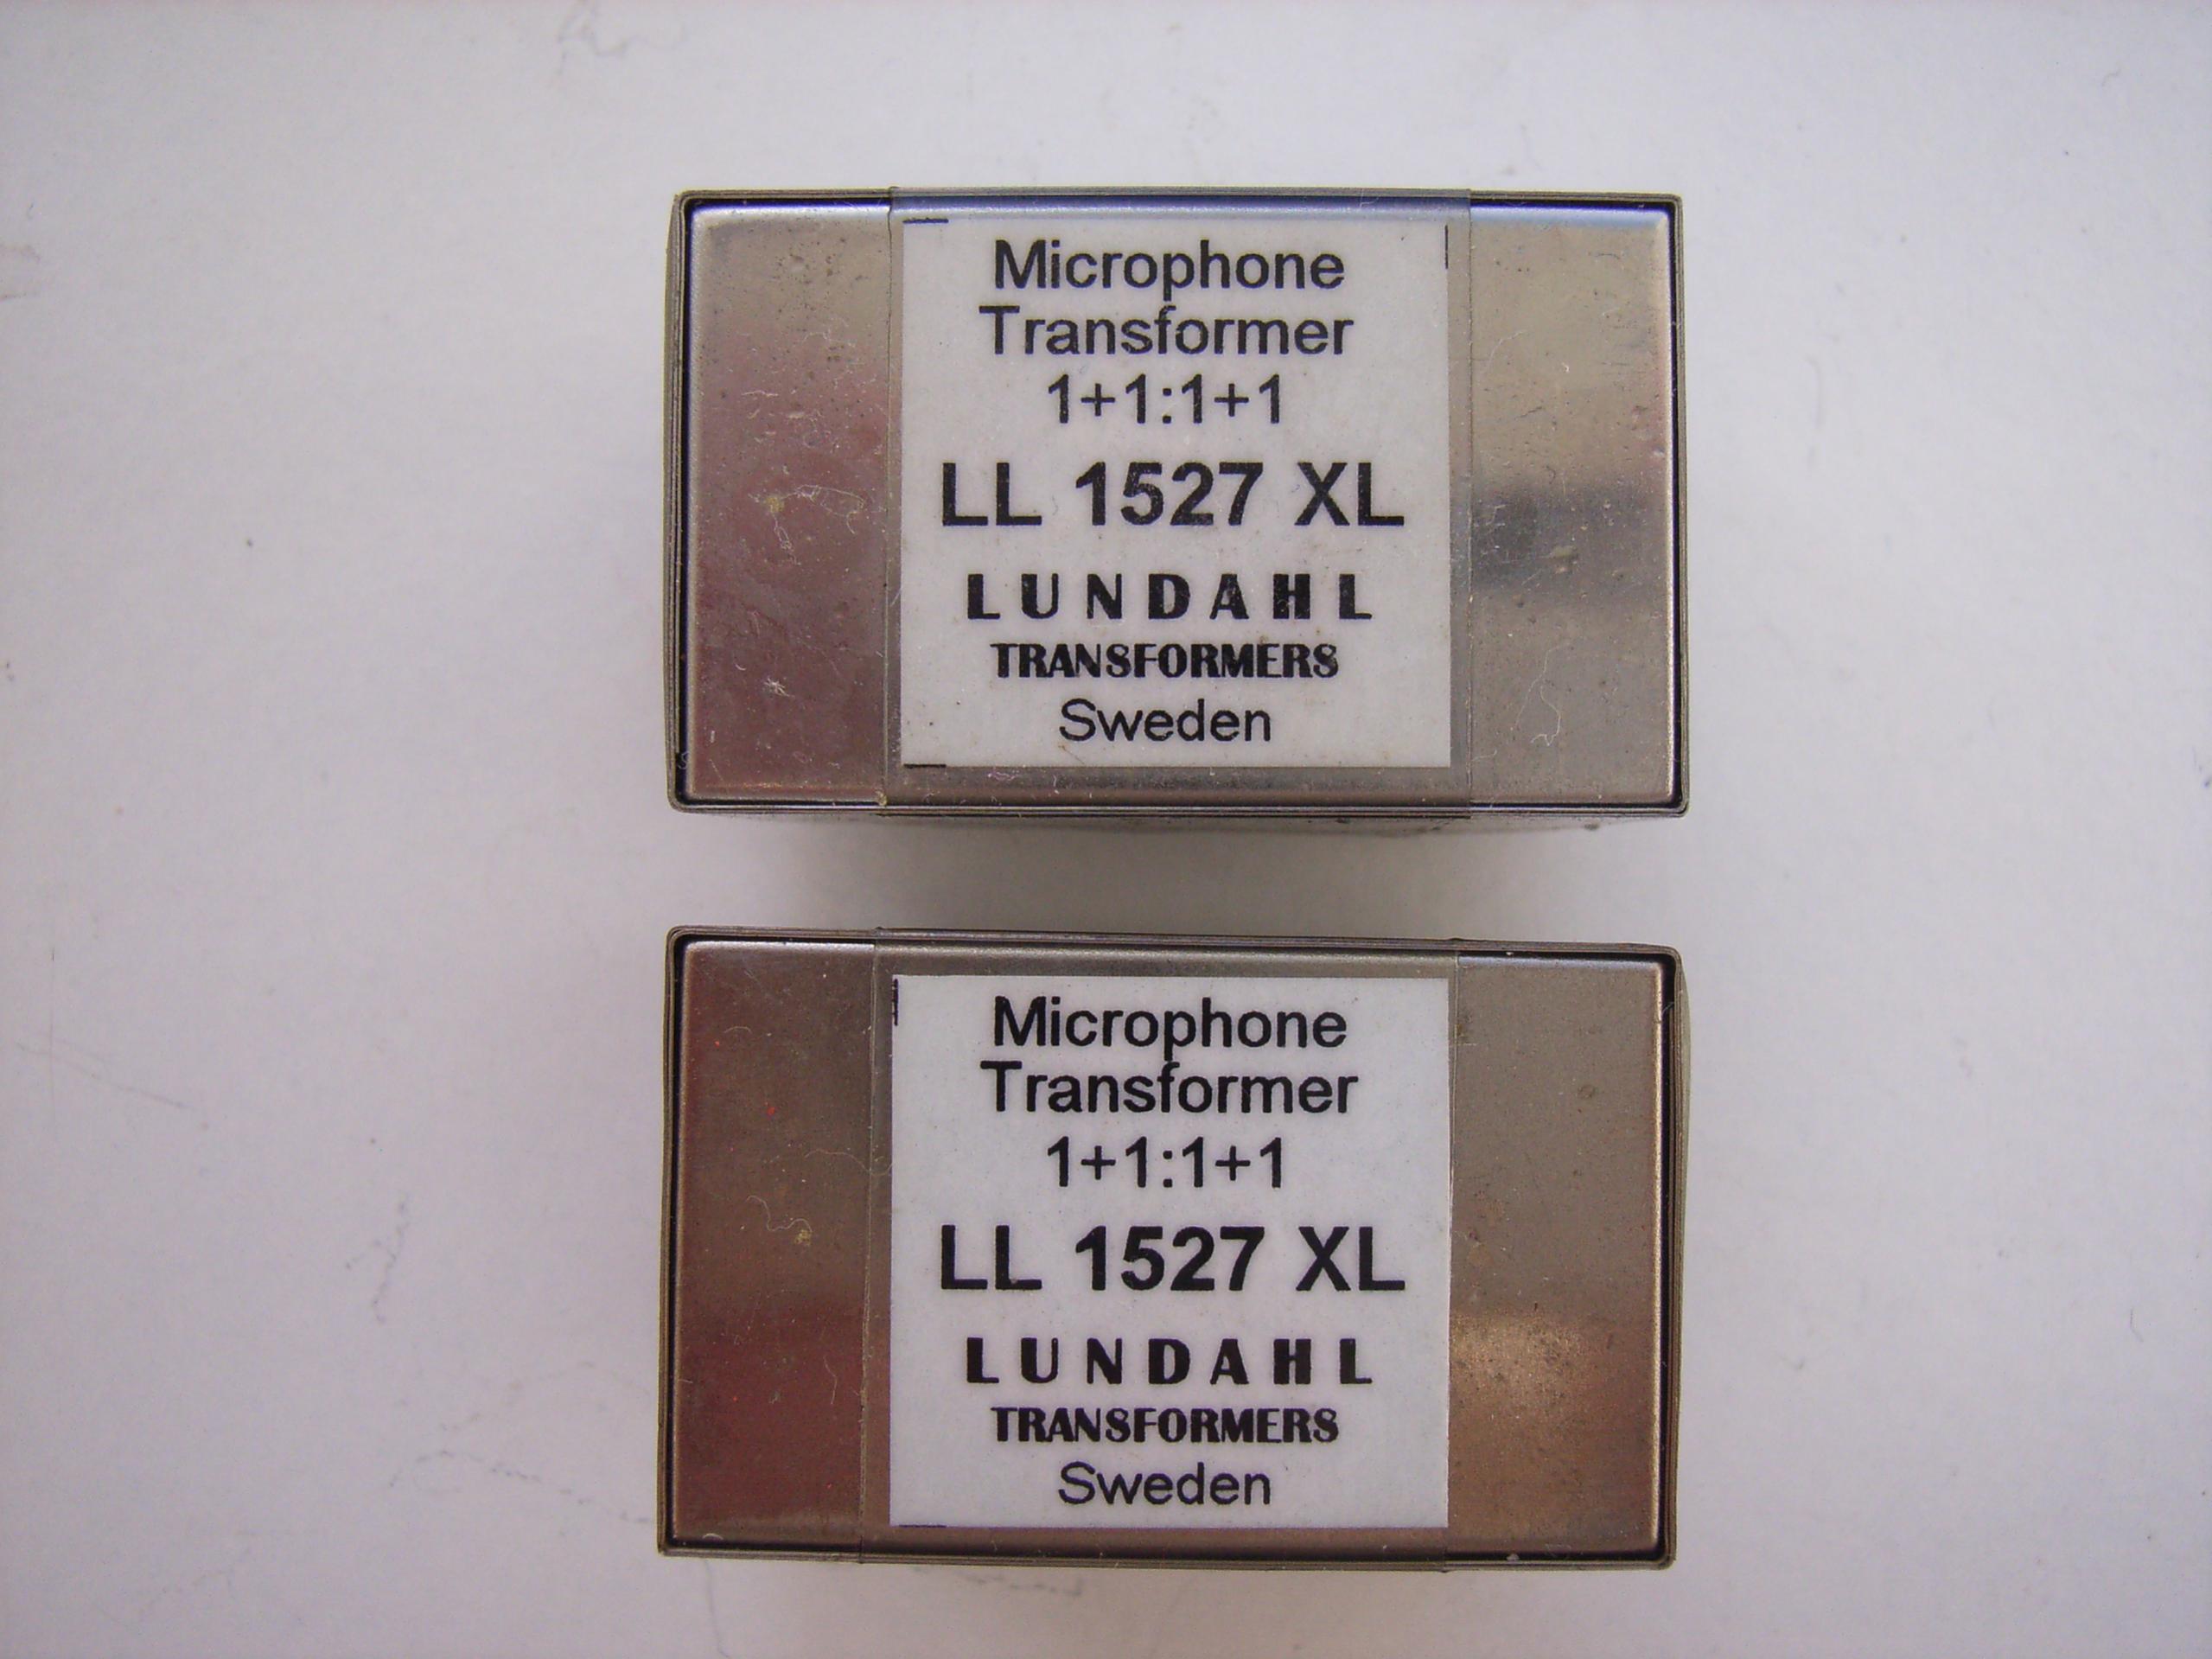 Microphone
Transformer
1+1:1+1
LL 1527 XL
LUNDAHL
TRANSFORMERS
Sweden
Microphone
Transformer
1+1:1+1
LL 1527 XL
LUNDAHL
TRANSFORMERS
Sweden